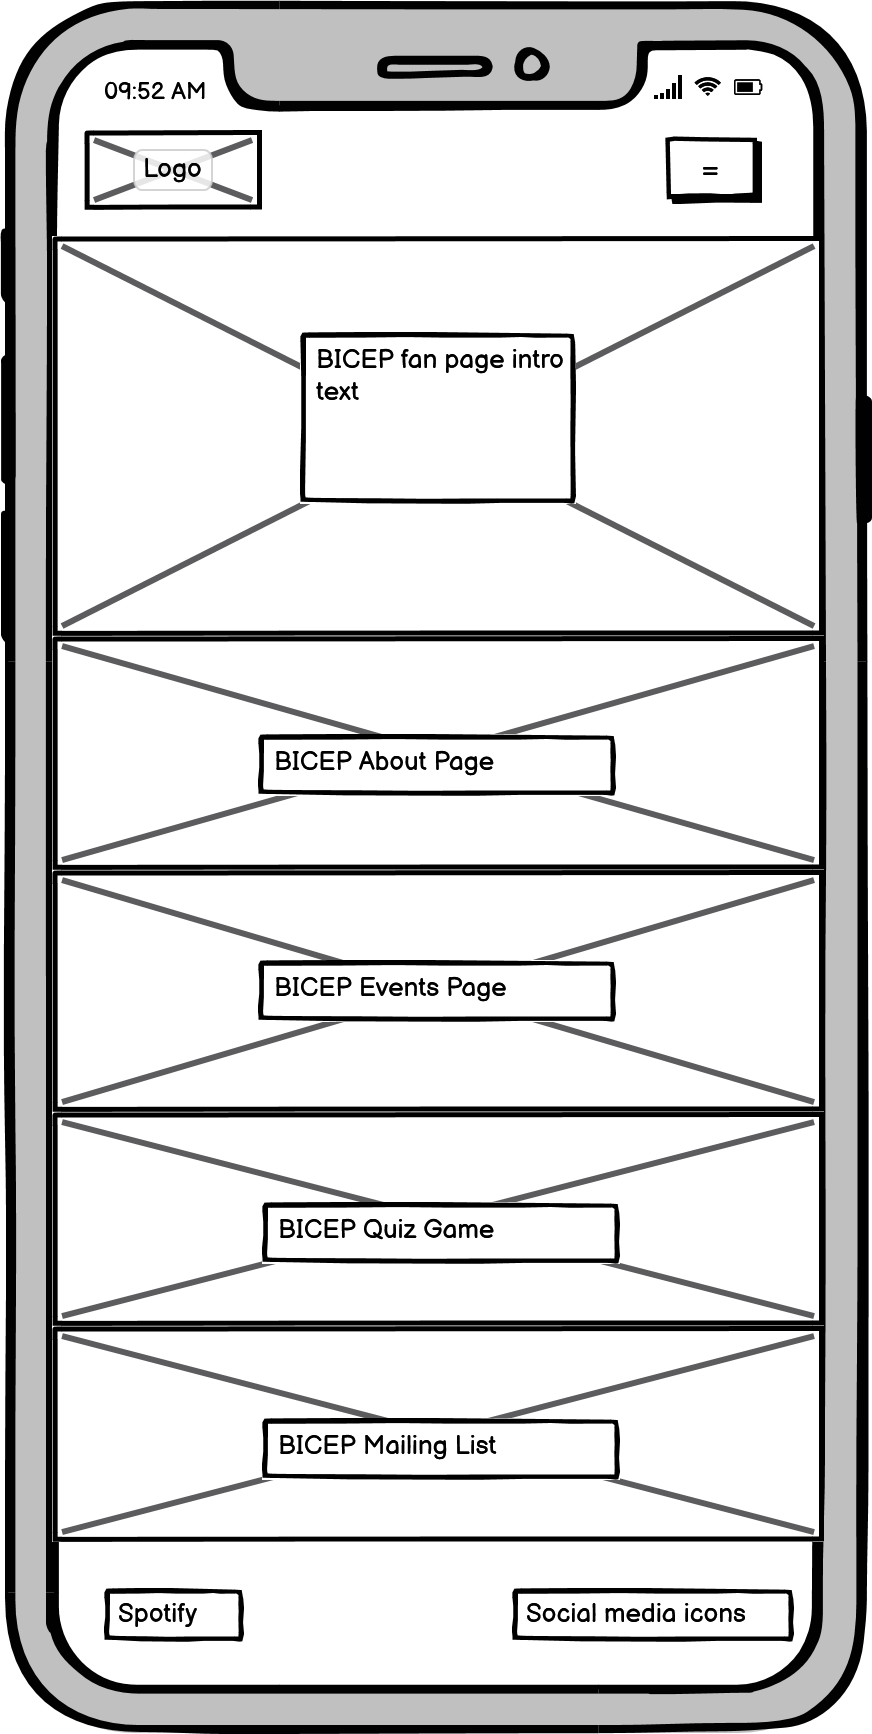 09:52 AM
Logo
=
BICEP fan page intro
text
BICEP About Page
BICEP Events Page
BICEP Quiz Game
BICEP Mailing List
Spotify
Social media icons